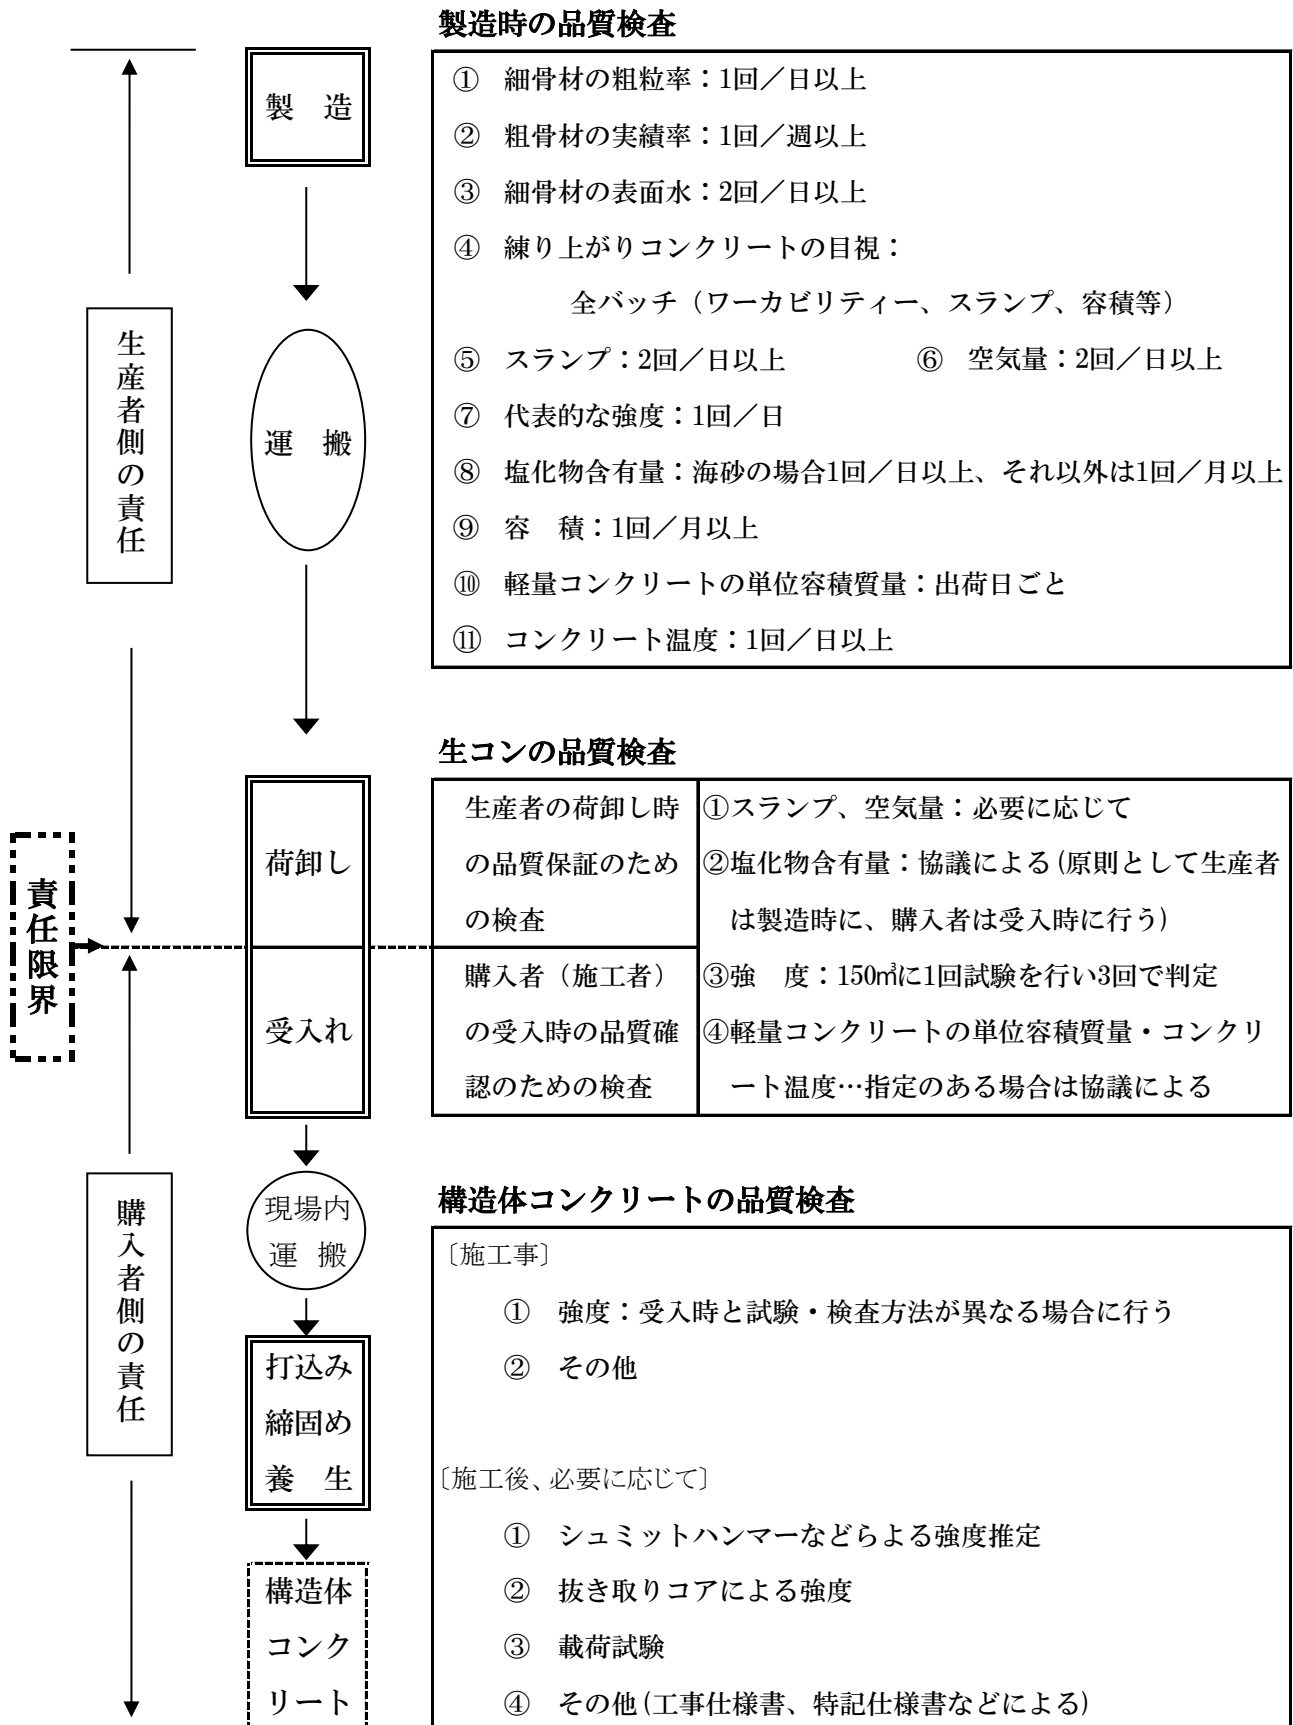 製造時の品質検査
製　造
① 細骨材の粗粒率：1回／日以上
② 粗骨材の実績率：1回／週以上
③ 細骨材の表面水：2回／日以上
④ 練り上がりコンクリートの目視：
全バッチ（ワーカビリティー、スランプ、容積等）
⑤ スランプ：2回／日以上　⑥ 空気量：2回／日以上
⑦ 代表的な強度：1回／日
⑧ 塩化物含有量：海砂の場合1回／日以上、それ以外は1回／月以上
⑨ 容　積：1回／月以上
⑩ 軽量コンクリートの単位容積質量：出荷日ごと
⑪ コンクリート温度：1回／日以上
生産者側の責任
運　搬
生コンの品質検査
荷卸し
受入れ
責任限界
生産者の荷卸し時
の品質保証のため
の検査
購入者（施工者）
の受入時の品質確
認のための検査
①スランプ、空気量：必要に応じて
②塩化物含有量：協議による(原則として生産者
は製造時に、購入者は受入時に行う)
③強　度：150㎥に1回試験を行い3回で判定
④軽量コンクリートの単位容積質量・コンクリ
ート温度…指定のある場合は協議による
購入者側の責任
現場内
運　搬
打込み
締固め
養　生
構造体
コンク
リート
構造体コンクリートの品質検査
〔施工事〕
① 強度：受入時と試験・検査方法が異なる場合に行う
② その他
〔施工後、必要に応じて〕
① シュミットハンマーなどらよる強度推定
② 抜き取りコアによる強度
③ 載荷試験
④ その他(工事仕様書、特記仕様書などによる)